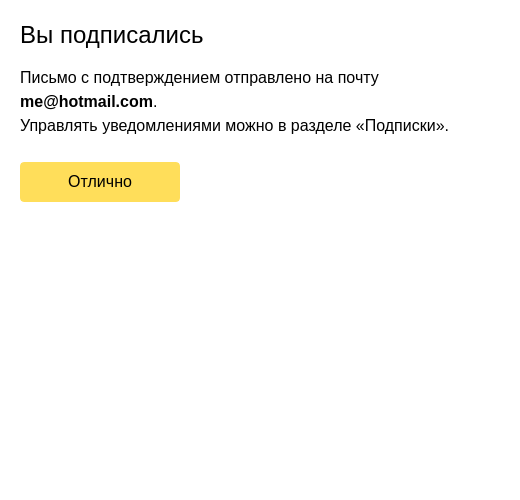 Вы подписались
Письмо с подтверждением отправлено на почту
me@hotmail.com.
Управлять уведомлениями можно в разделе «Подписки».
Отлично